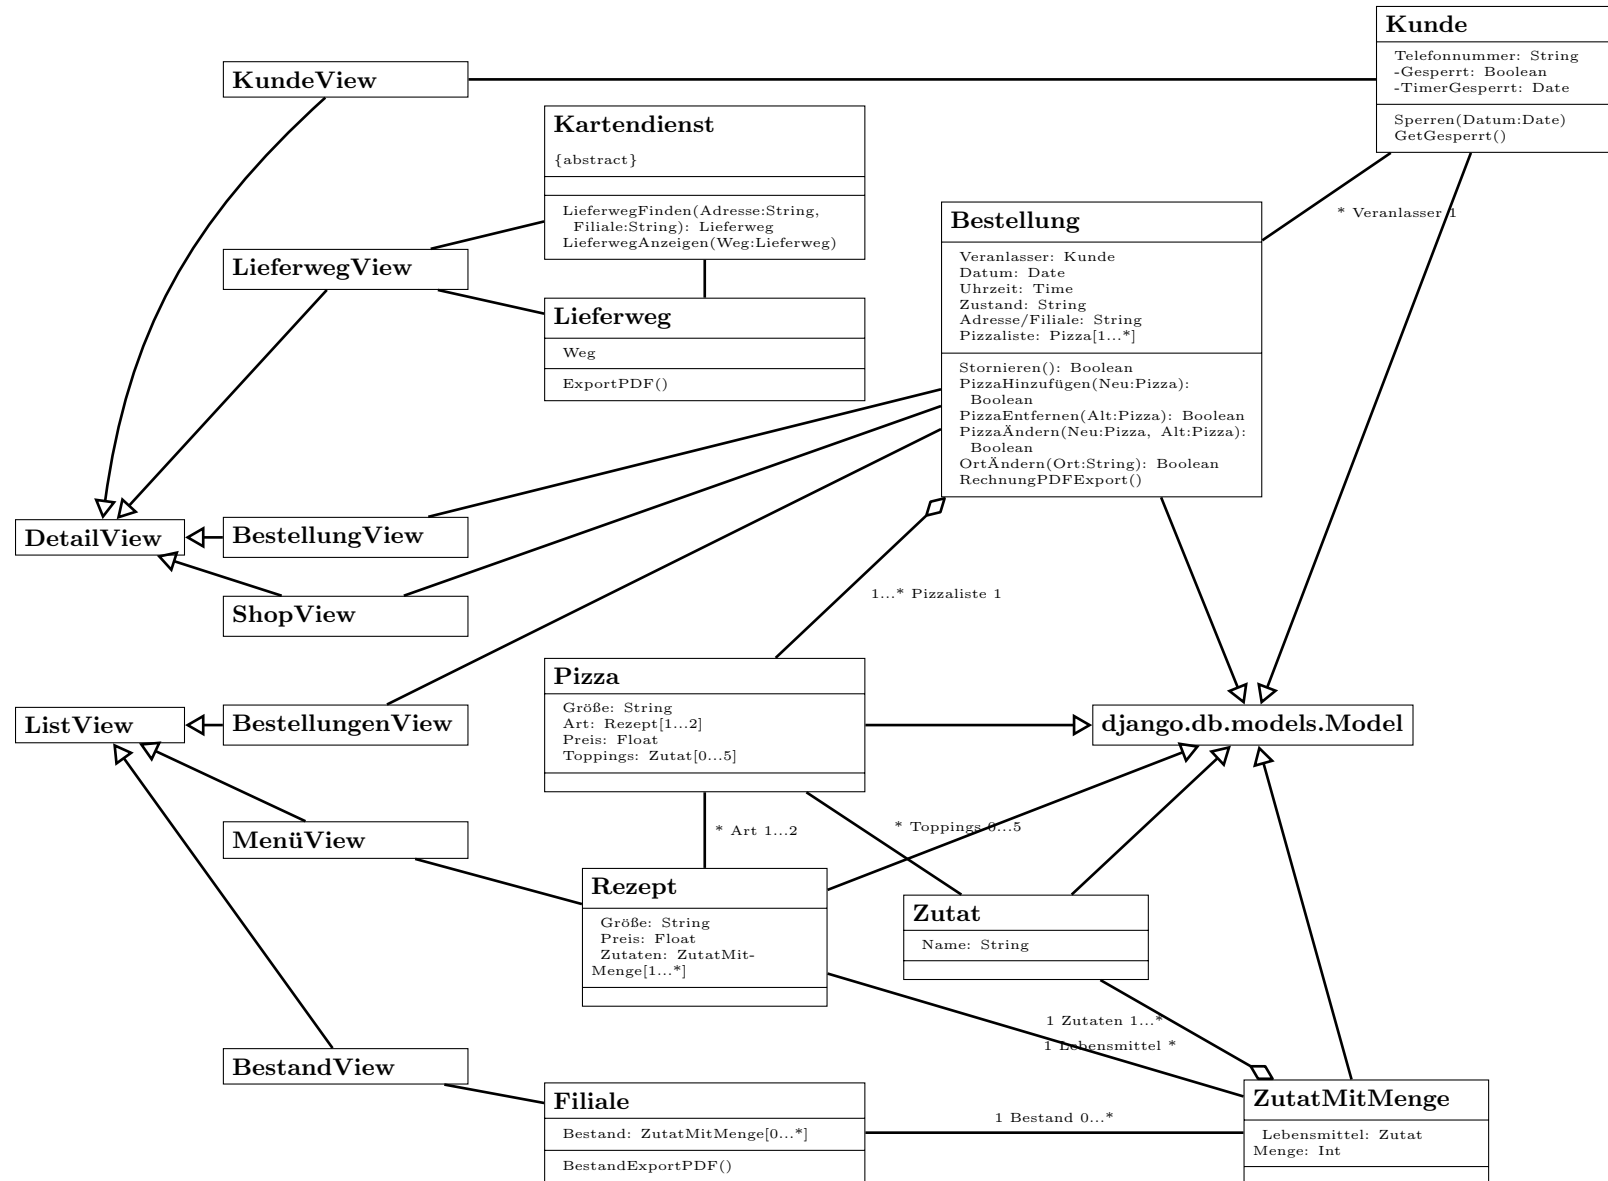 Kunde
Telefonnummer: String
-Gesperrt: Boolean
-TimerGesperrt: Date
Sperren(Datum:Date)
GetGesperrt()
KundeView
Kartendienst
{abstract}
LieferwegFinden(Adresse:String,
Filiale:String): Lieferweg
LieferwegAnzeigen(Weg:Lieferweg)
* Veranlasser 1
Bestellung
Veranlasser: Kunde
Datum: Date
Uhrzeit: Time
Zustand: String
Adresse/Filiale: String
Pizzaliste: Pizza[1...*]
Stornieren(): Boolean
PizzaHinzufügen(Neu:Pizza):
Boolean
PizzaEntfernen(Alt:Pizza): Boolean
PizzaÄndern(Neu:Pizza, Alt:Pizza):
Boolean
OrtÄndern(Ort:String): Boolean
RechnungPDFExport()
LieferwegView
Lieferweg
Weg
ExportPDF()
DetailView
BestellungView
ShopView
1...* Pizzaliste 1
Pizza
Größe: String
Art: Rezept[1...2]
Preis: Float
Toppings: Zutat[0...5]
ListView
BestellungenView
django.db.models.Model
MenüView
* Art 1...2
* Toppings 0...5
Rezept
Größe: String
Preis: Float
Zutaten: ZutatMit-
Menge[1...*]
Zutat
Name: String
1 Zutaten 1...*
1 Lebensmittel *
BestandView
Filiale
Bestand: ZutatMitMenge[0...*]
BestandExportPDF()
1 Bestand 0...*
ZutatMitMenge
Lebensmittel: Zutat
Menge: Int